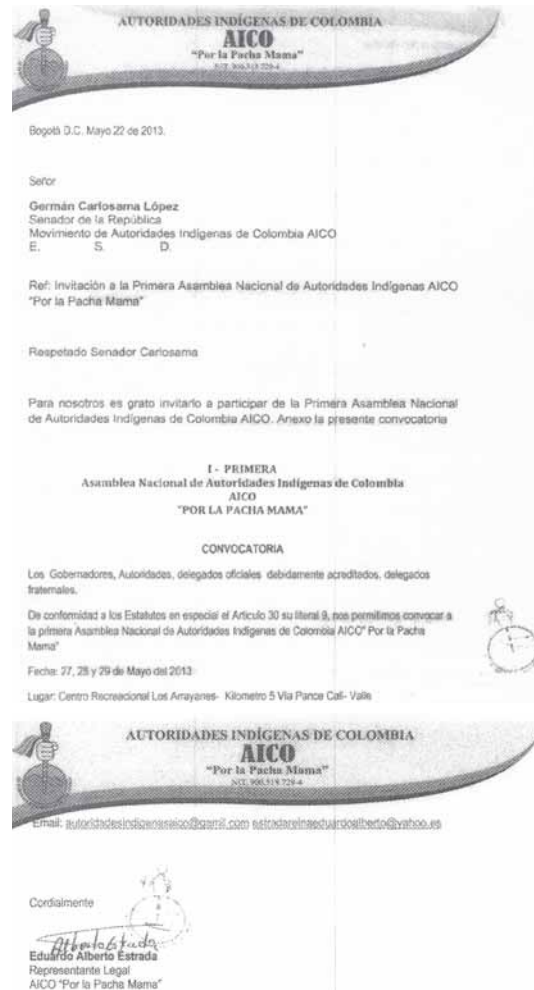 AUTORIDADES INDÍGENAS DE COLOMBIA
AICO
"Por la Pacha Mama"
Bogotá D.C. Mayo 22 de 2013.
Señor
Germán Carlosama López
Senador de la República
Movimiento de Autoridades Indígenas de Colombia AICO
E. S. D.
Ref: Invitación a la Primera Asamblea Nacional de Autoridades Indígenas AICO
"Por la Pacha Mama"
Respetado Senador Carlosama
Para nosotros es grato invitarlo a participar de la Primera Asamblea Nacional
de Autoridades Indígenas de Colombia AICO. Anexo la presente convocatoria
I - PRIMERA
Asamblea Nacional de Autoridades Indígenas de Colombia
AICO
"POR LA PACHA MAMA"
CONVOCATORIA
Los Gobernadores, Autoridades, delegados oficiales debidamente acreditados, delegados
fraternales.
De conformidad a los Estatutos en especial el Articulo 30 su literal 9, nos permitimos convocar a
la primera Asamblea Nacional de Autoridades Indígenas de Colombia AICO" Por la Pacha
Mama"
Fecha: 27, 28 y 29 de Mayo del 2013
Lugar: Centro Recreacional Los Arrayanes- Kilometro 5 Vía Pance Cali- Valle
AUTORIDADES INDÍGENAS DE COLOMBIA
AICO
"Por la Pacha Mama"
Email: autoridadesindigenasaico@gamil.com estradareinaeduardoalberto@yahoo.es
Cordialmente
Eduardo Alberto Estrada
Representante Legal
AICO "Por la Pacha Mama"